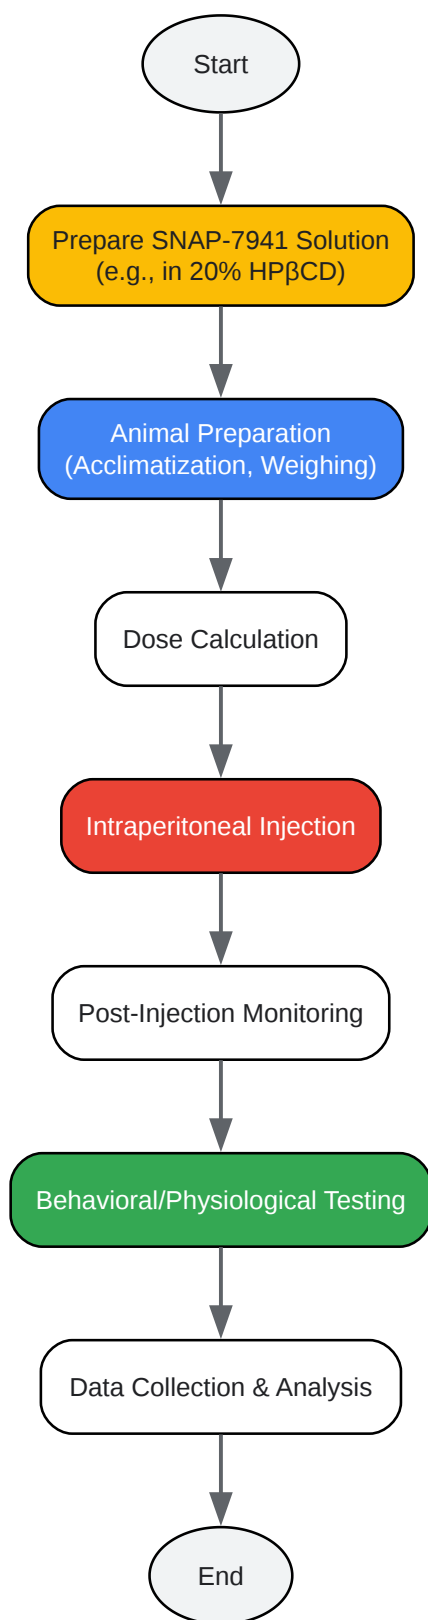 Start
Prepare SNAP-7941 Solution
(e.g., in 20% HPβCD)
Animal Preparation
(Acclimatization, Weighing)
Dose Calculation
Intraperitoneal Injection
Post-Injection Monitoring
Behavioral/Physiological Testing
Data Collection & Analysis
End